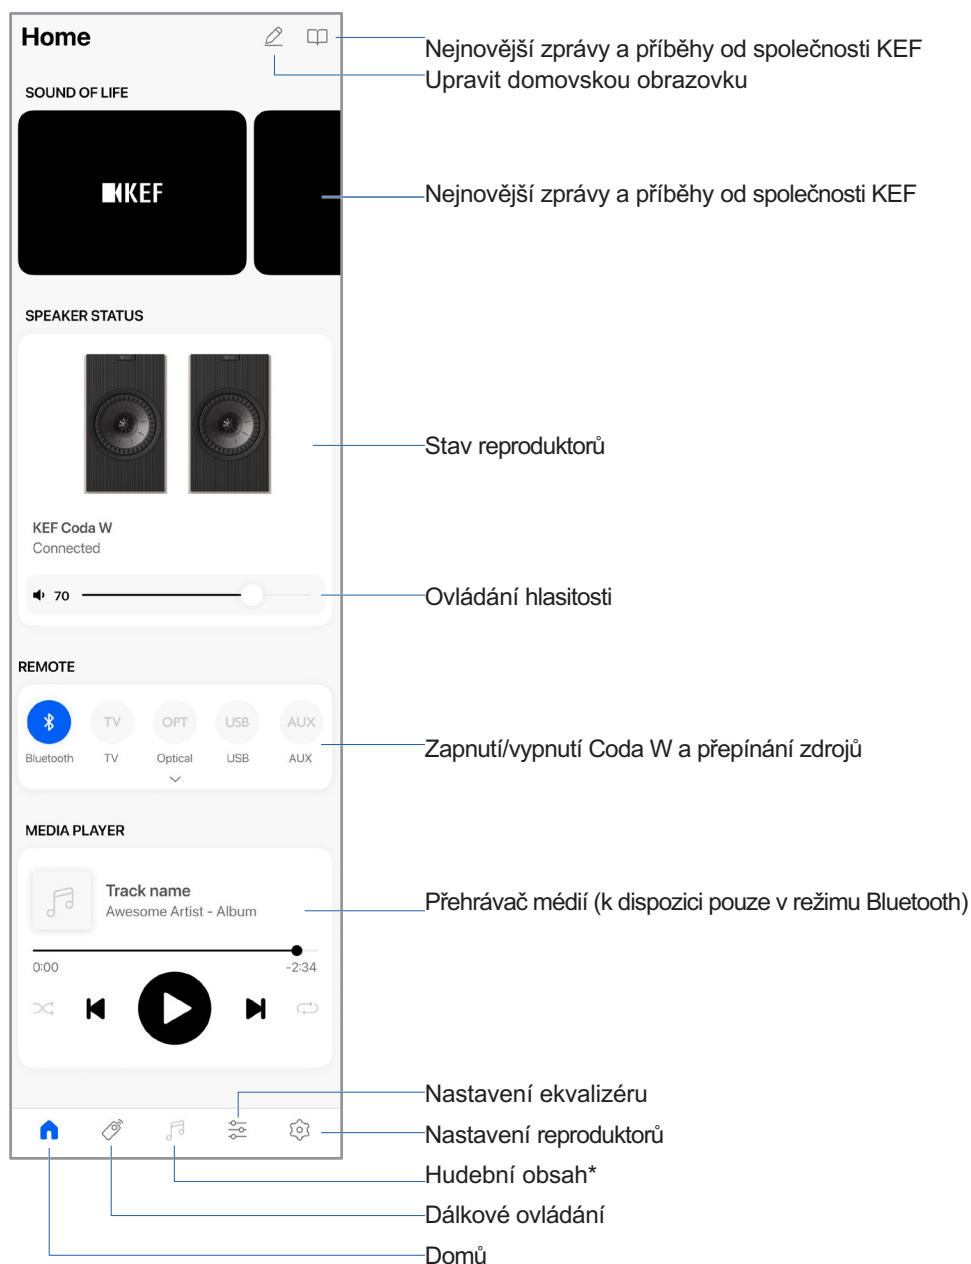 Home
Nejnovější zprávy a příběhy od společnosti KEF
Upravit domovskou obrazovku
SOUND OF LIFE
KEF
Nejnovější zprávy a příběhy od společnosti KEF
SPEAKER STATUS
Stav reproduktorů
KEF Coda W
Connected
70
Ovládání hlasitosti
REMOTE
TV OPT USB AUX
Bluetooth TV Optical USB AUX
Zapnutí/vypnutí Coda W a přepínání zdrojů
MEDIA PLAYER
Track name
Awesome Artist - Album
Přehrávač médií (k dispozici pouze v režimu Bluetooth)
0:00 -2:34
Nastavení ekvalizéru
Nastavení reproduktorů
Hudební obsah*
Dálkové ovládání
Domů